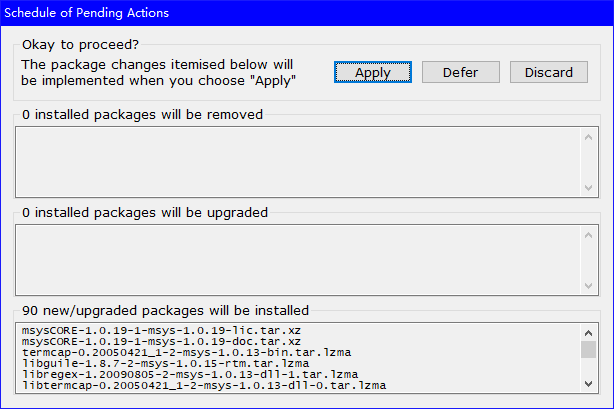 Schedule of Pending Actions
Okay to proceed?
The package changes itemised below will
be implemented when you choose "Apply"
Apply
Defer
Discard
0 installed packages will be removed
0 installed packages will be upgraded
90 new/upgraded packages will be installed
msysCORE-1.0.19-1-msys-1.0.19-lic.tar.xz
msysCORE-1.0.19-1-msys-1.0.19-doc.tar.xz
termcap-0.20050421_1-2-msys-1.0.13-bin.tar.lzma
libguile-1.8.7-2-msys-1.0.15-rtm.tar.lzma
libregex-1.20090805-2-msys-1.0.13-dll-1.tar.lzma
libtermcap-0.20050421_1-2-msys-1.0.13-dll-0.tar.lzma